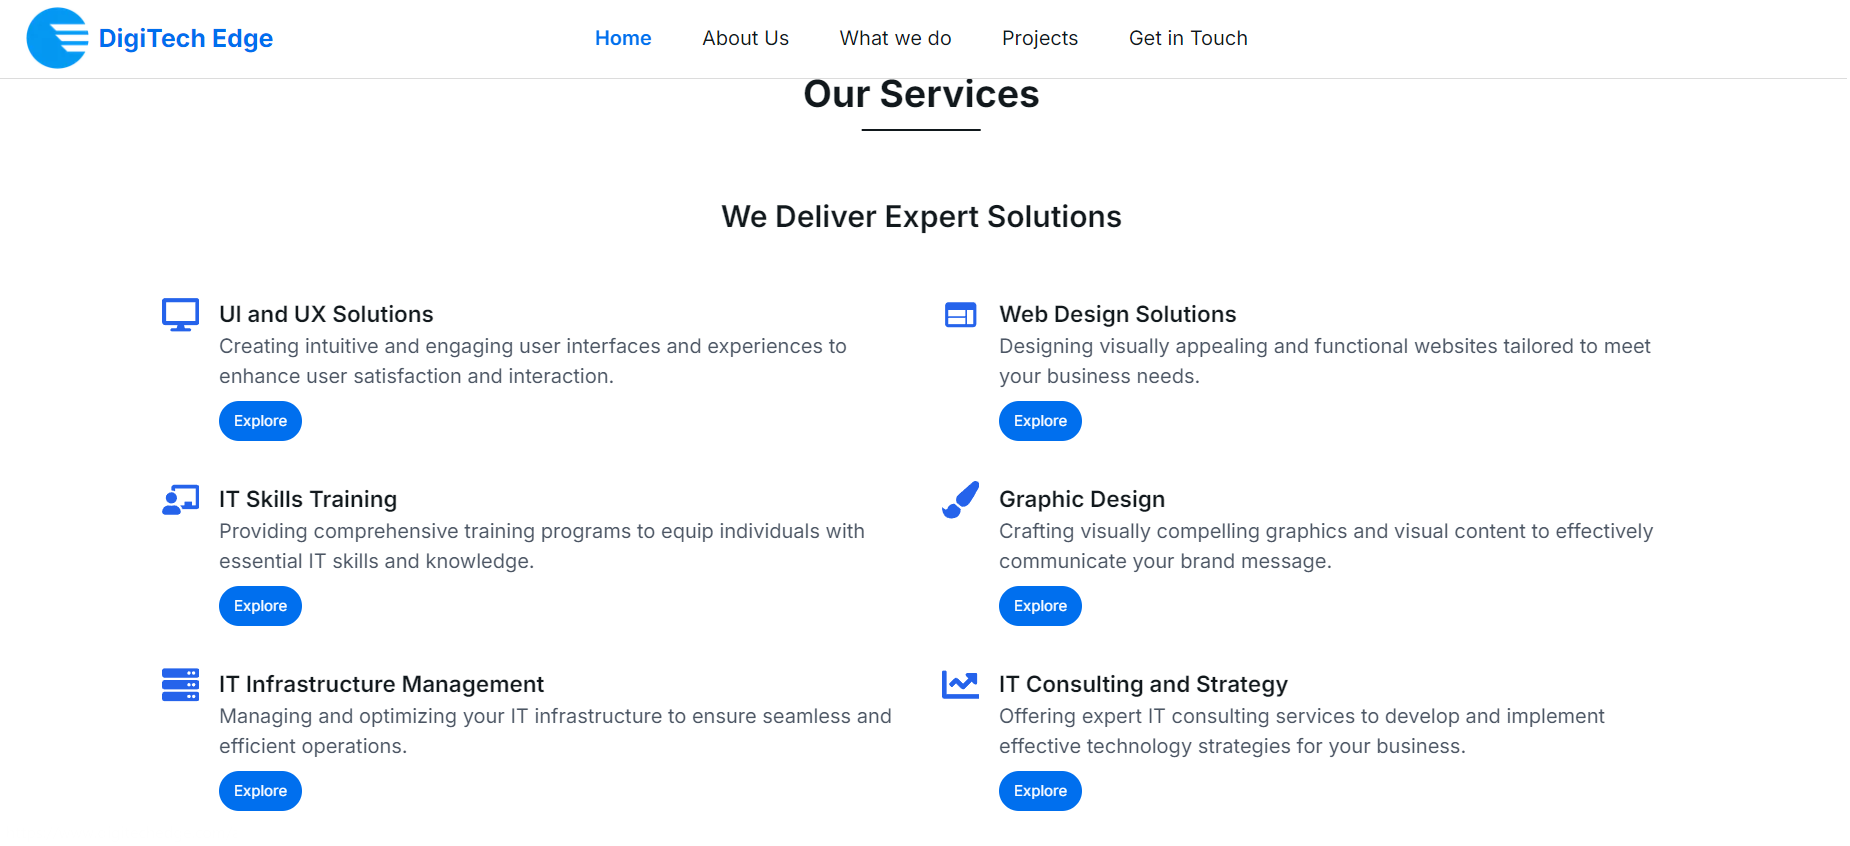 DigiTech Edge
Home
About Us
What we do
Projects
Get in Touch
Our Services
We Deliver Expert Solutions
UI and UX Solutions
Creating intuitive and engaging user interfaces and experiences to
enhance user satisfaction and interaction.
Explore
Web Design Solutions
Designing visually appealing and functional websites tailored to meet
your business needs.
Explore
IT Skills Training
Providing comprehensive training programs to equip individuals with
essential IT skills and knowledge.
Explore
Graphic Design
Crafting visually compelling graphics and visual content to effectively
communicate your brand message.
Explore
IT Infrastructure Management
Managing and optimizing your IT infrastructure to ensure seamless and
efficient operations.
Explore
IT Consulting and Strategy
Offering expert IT consulting services to develop and implement
effective technology strategies for your business.
Explore